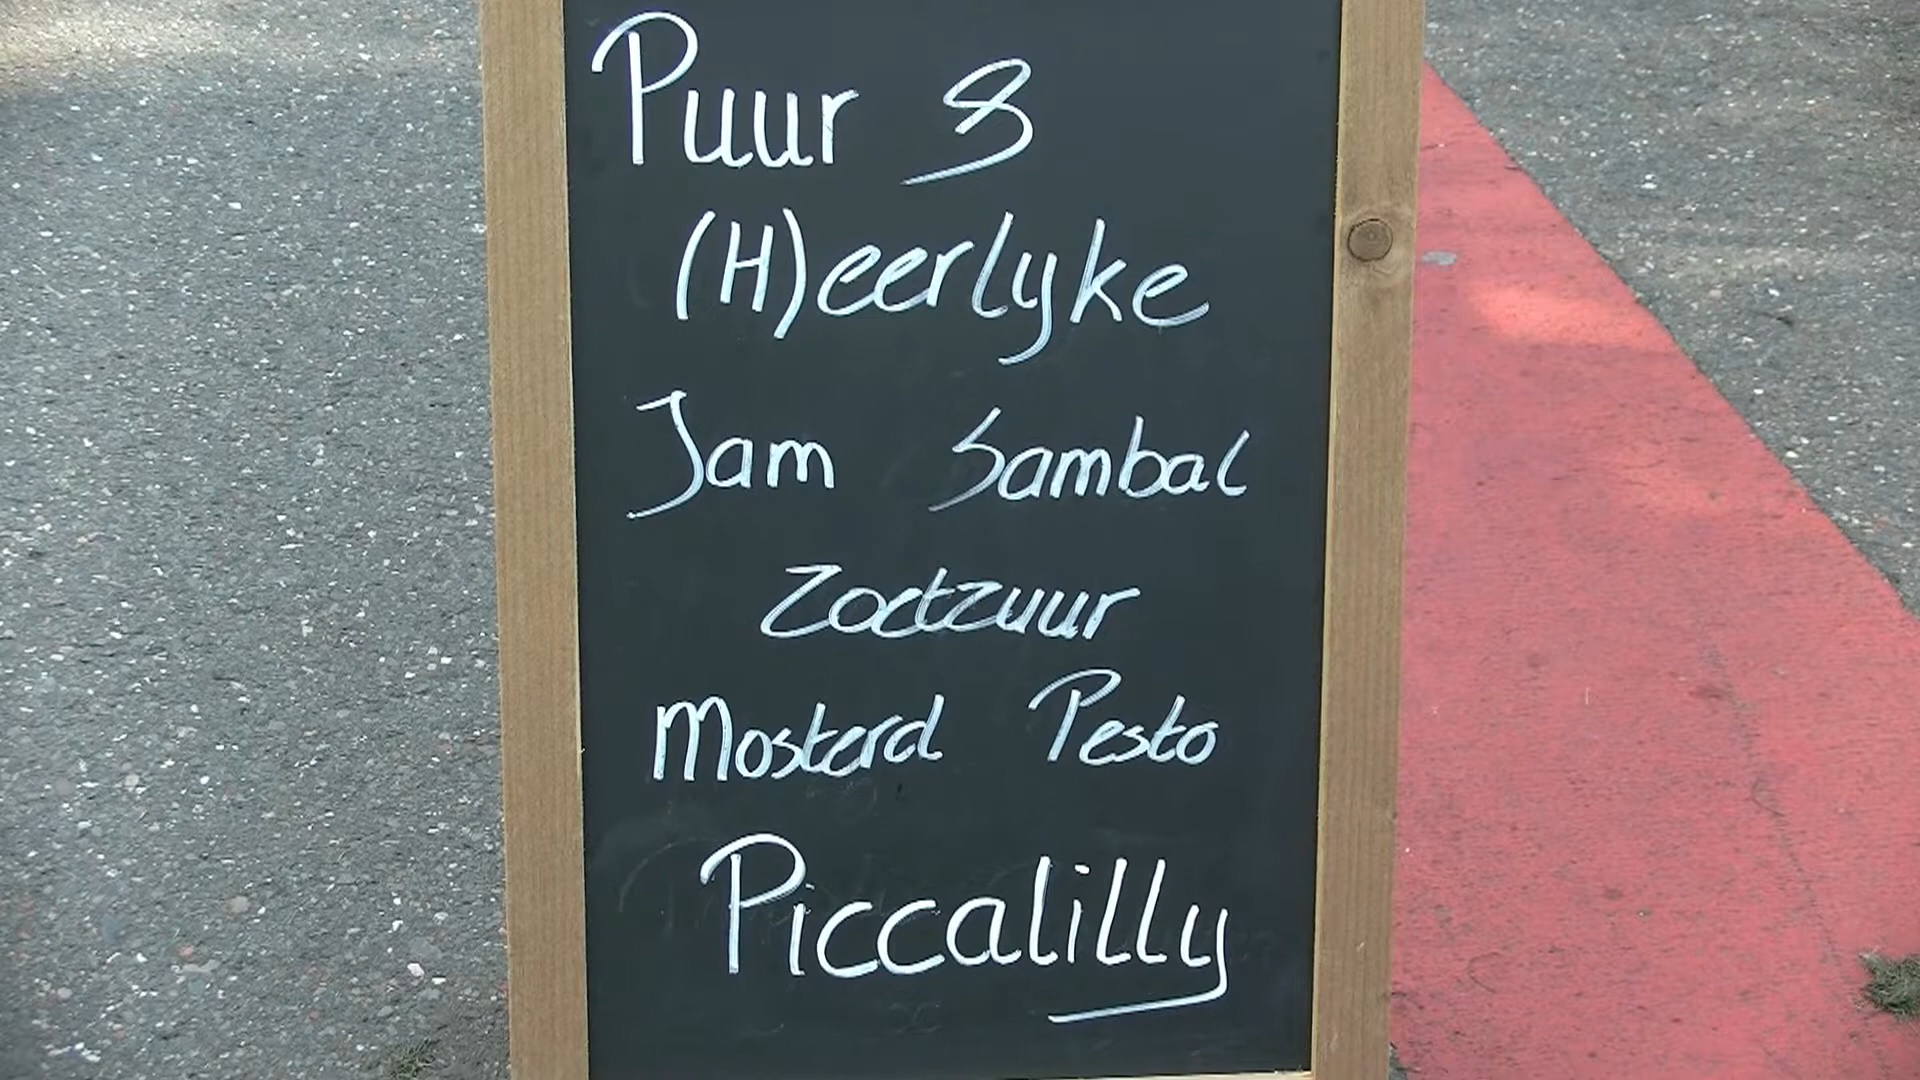 Puur &
(H)eerlyke
Jam Sambal
Zoetzuur
Mosterd Pesto
Piccalilly